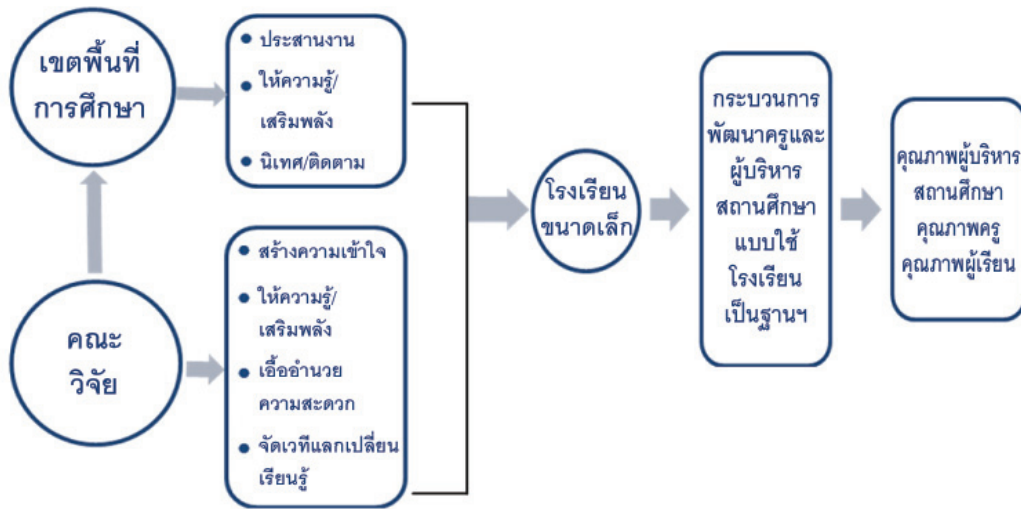 เขตพื้นที่
การศึกษา
• ประสานงาน
• ให้ความรู้/
เสริมพลัง
• นิเทศ/ติดตาม
คณะ
วิจัย
• สร้างความเข้าใจ
• ให้ความรู้/
เสริมพลัง
• เอื้ออำนวย
ความสะดวก
• จัดเวทีแลกเปลี่ยน
เรียนรู้
โรงเรียน
ขนาดเล็ก
กระบวนการ
พัฒนาครูและ
ผู้บริหาร
สถานศึกษา
แบบใช้
โรงเรียน
เป็นฐานฯ
คุณภาพผู้บริหาร
สถานศึกษา
คุณภาพครู
คุณภาพผู้เรียน